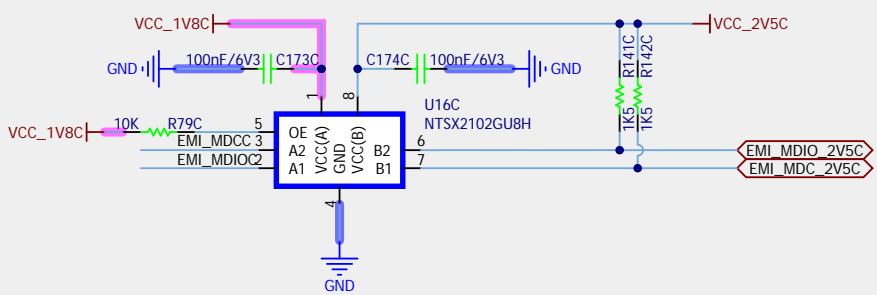 VCC_1V8C
VCC_2V5C
GND
100nF/6V3
C173C
C174C
100nF/6V3
GND
R141C
R142C
1K5
1K5
1
8
U16C
NTSX2102GU8H
VCC_1V8C
10K
R79C
5
OE
VCC(A)
GND
VCC(B)
EMI_MDCC
3
A2
B2
6
EMI_MDIO_2V5C
EMI_MDIOC
2
A1
B1
7
EMI_MDC_2V5C
4
GND